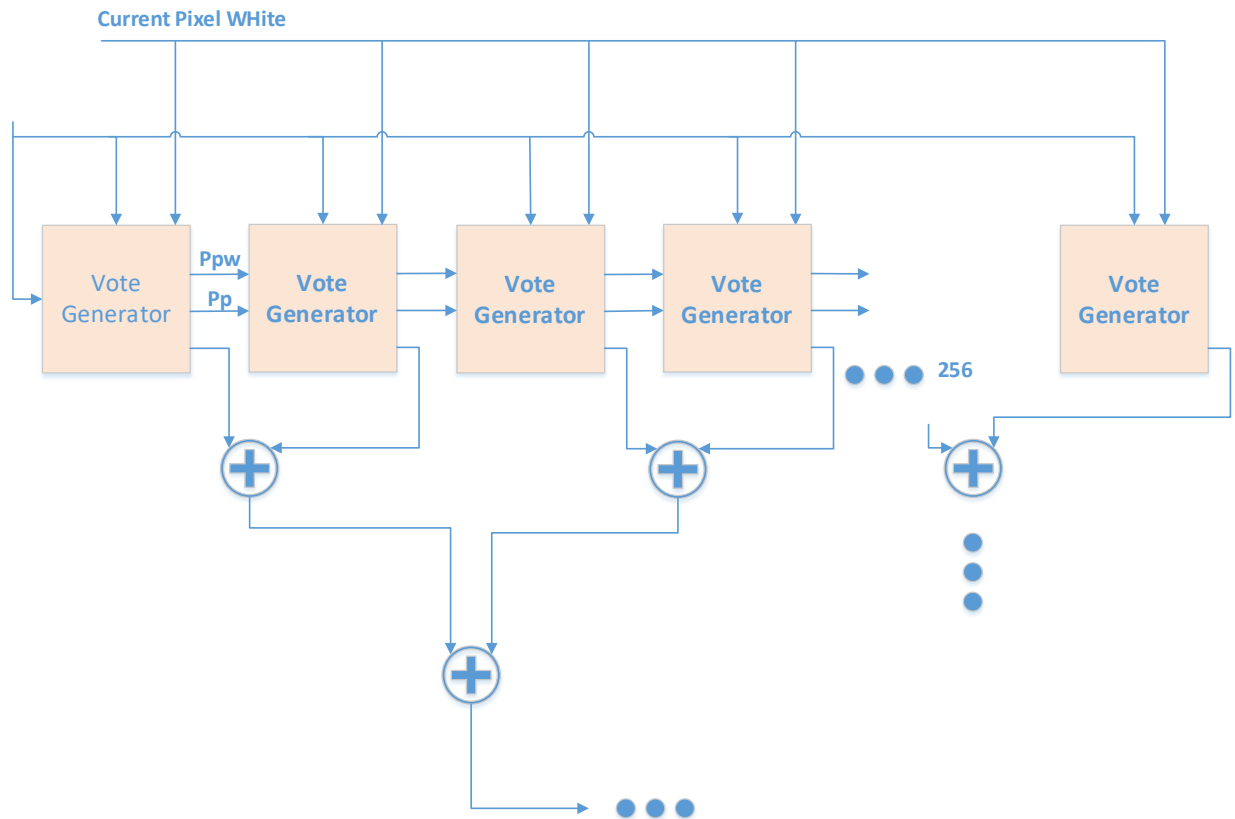 Current Pixel WHite
Ppw
Pp
Vote
Generator
Vote
Generator
Vote
Generator
Vote
Generator
Vote
Generator
256